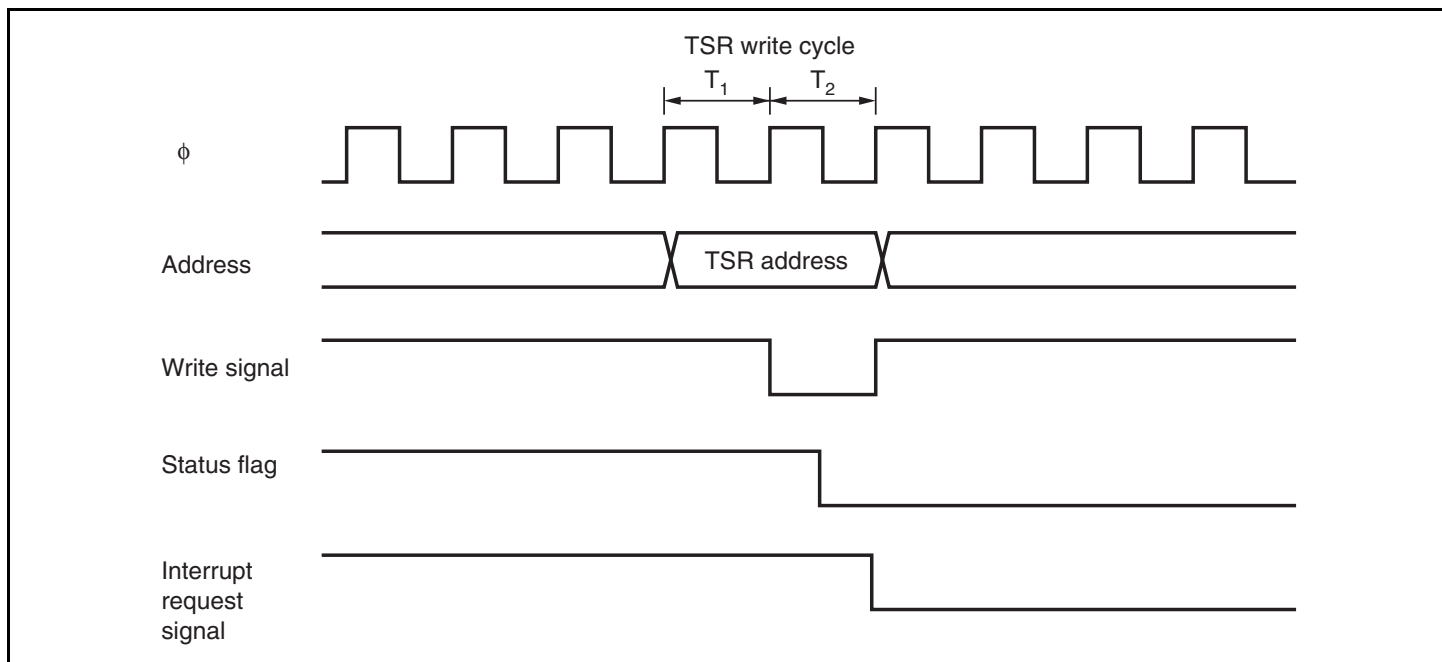 TSR write cycle
T1 T2
ϕ
Address
TSR address
Write signal
Status flag
Interrupt
request
signal